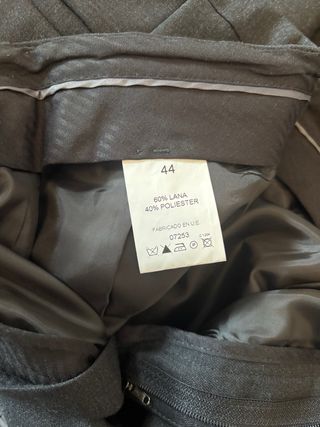 44
60% LANA
40% POLIESTER
FABRICADO EN U.E.
07253